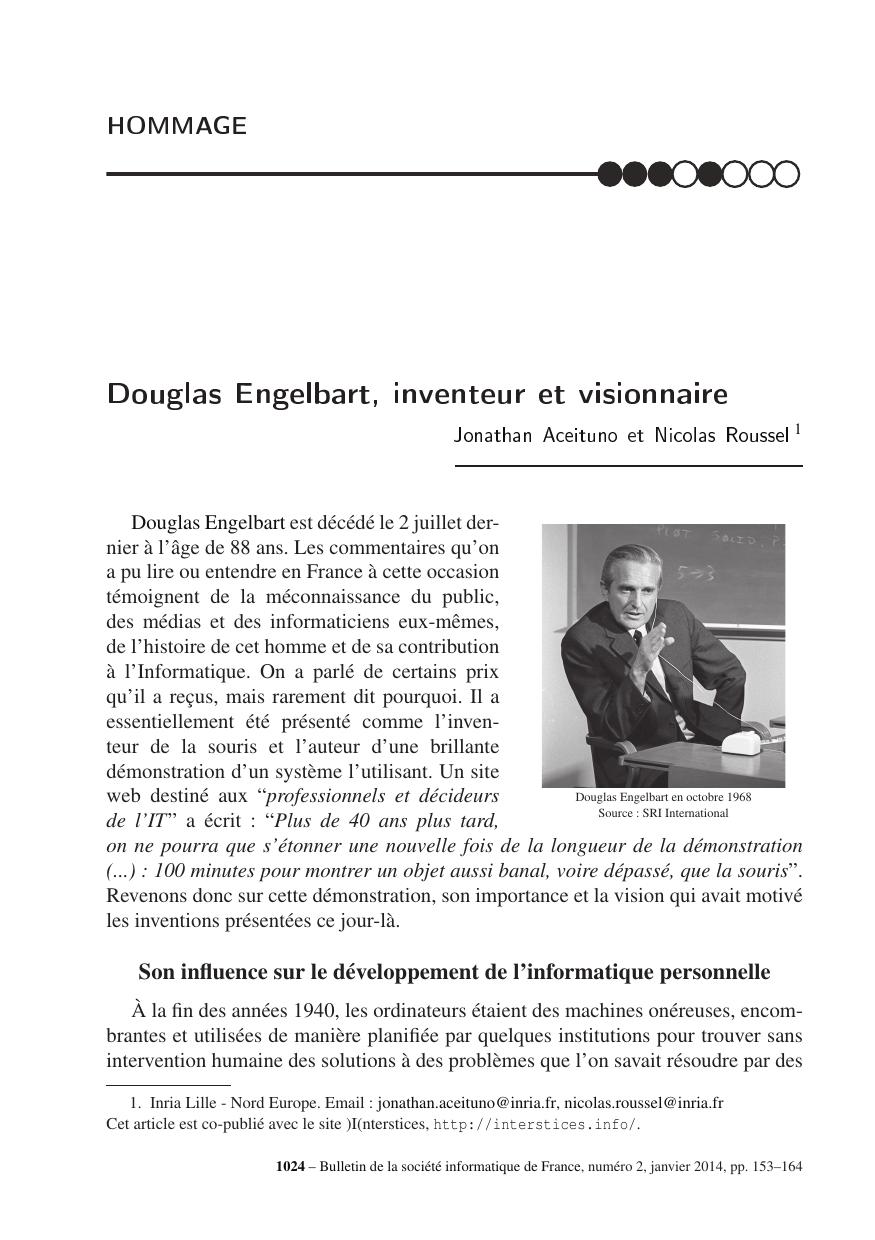 HOMMAGE
Douglas Engelbart, inventeur et visionnaire
Jonathan Aceituno et Nicolas Roussel 1
Douglas Engelbart est décédé le 2 juillet der-
nier à l'âge de 88 ans. Les commentaires qu'on
a pu lire ou entendre en France à cette occasion
témoignent de la méconnaissance du public,
des médias et des informaticiens eux-mêmes,
de l'histoire de cet homme et de sa contribution
à l'Informatique. On a parlé de certains prix
qu'il a reçus, mais rarement dit pourquoi. Il a
essentiellement été présenté comme l'inven-
teur de la souris et l'auteur d'une brillante
démonstration d'un système l'utilisant. Un site
web destiné aux “professionnels et décideurs
de l'IT” a écrit : “Plus de 40 ans plus tard,
PLOT SOLID, P
5→3
Douglas Engelbart en octobre 1968
Source : SRI International
on ne pourra que s'étonner une nouvelle fois de la longueur de la démonstration
(...) : 100 minutes pour montrer un objet aussi banal, voire dépassé, que la souris”.
Revenons donc sur cette démonstration, son importance et la vision qui avait motivé
les inventions présentées ce jour-là.
Son influence sur le développement de l'informatique personnelle
À la fin des années 1940, les ordinateurs étaient des machines onéreuses, encom-
brantes et utilisées de manière planifiée par quelques institutions pour trouver sans
intervention humaine des solutions à des problèmes que l'on savait résoudre par des
1. Inria Lille - Nord Europe. Email : jonathan.aceituno@inria.fr, nicolas.roussel@inria.fr
Cet article est co-publié avec le site )I(nterstices, http://interstices.info/.
1024 – Bulletin de la société informatique de France, numéro 2, janvier 2014, pp. 153–164